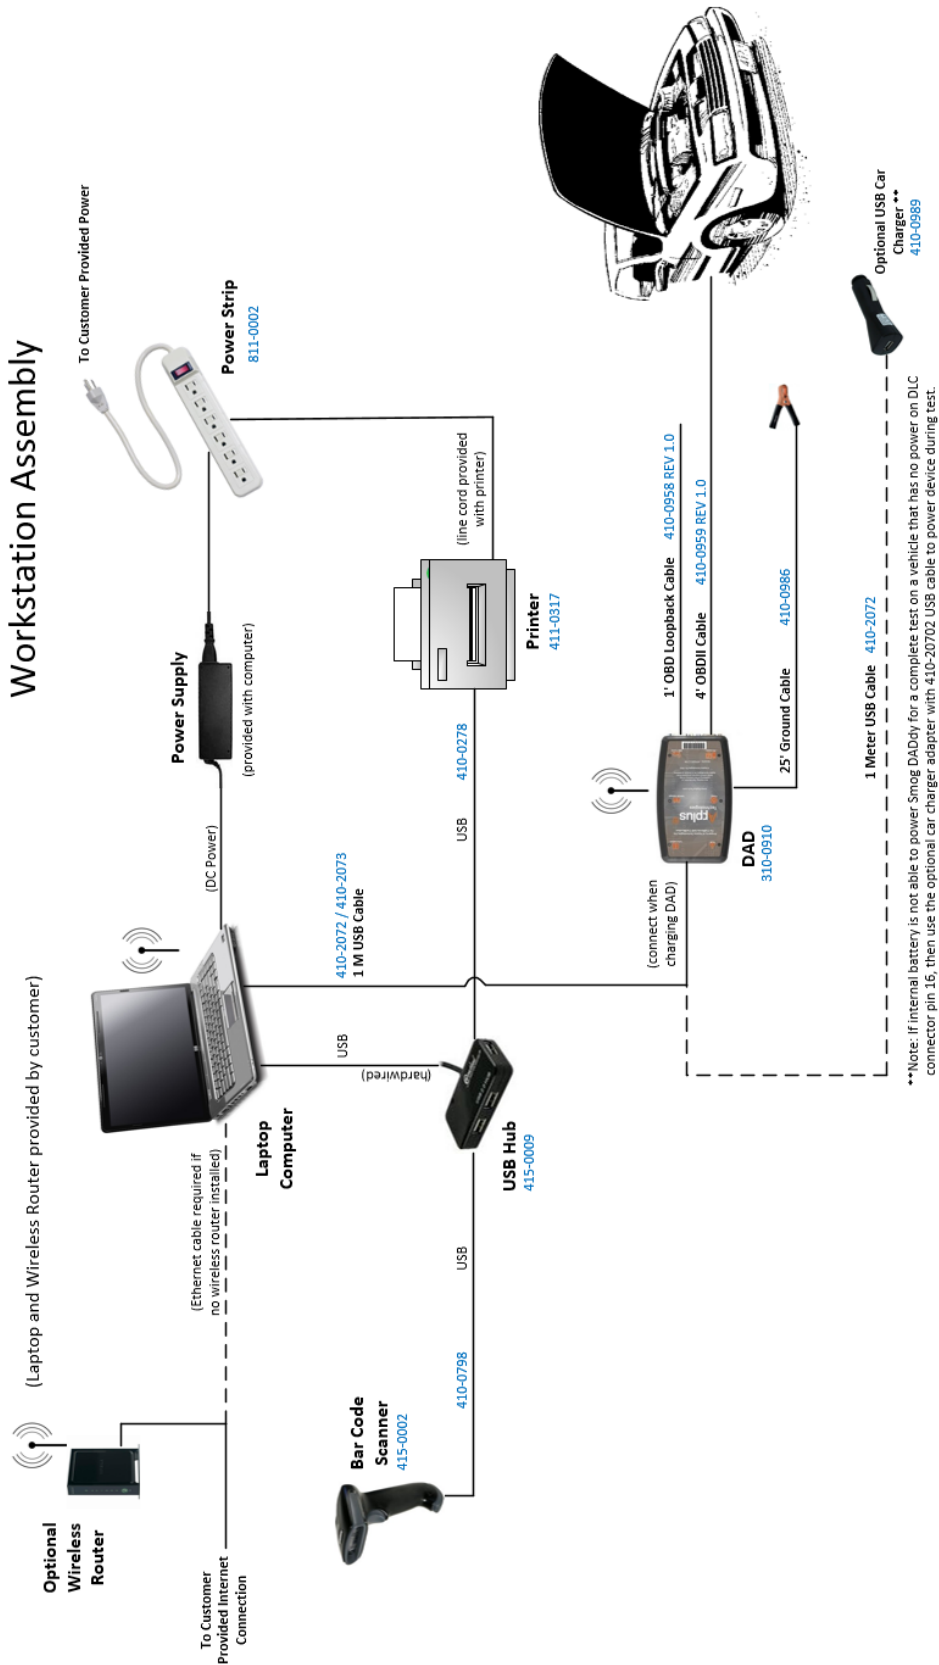 Workstation Assembly
(Laptop and Wireless Router provided by customer)
To Customer Provided Power
Power Strip
811-0002
Power Supply
(provided with computer)
(DC Power)
Optional
Wireless
Router
To Customer
Provided Internet
Connection
(Ethernet cable required if
no wireless router installed)
Laptop
Computer
410-2072 / 410-2073
1 M USB Cable
USB
(hardwired)
(line cord provided
with printer)
Printer
411-0317
410-0278
USB
USB Hub
415-0009
USB
410-0798
Bar Code
Scanner
415-0002
(connect when
charging DAD)
Applus
DAD
310-0910
1' OBD Loopback Cable 410-0958 REV 1.0
4' OBDII Cable 410-0959 REV 1.0
25' Ground Cable 410-0986
1 Meter USB Cable 410-2072
Optional USB Car
Charger **
410-0989
**Note: If internal battery is not able to power Smog DADdy for a complete test on a vehicle that has no power on DLC
connector pin 16, then use the optional car charger adapter with 410-20702 USB cable to power device during test.